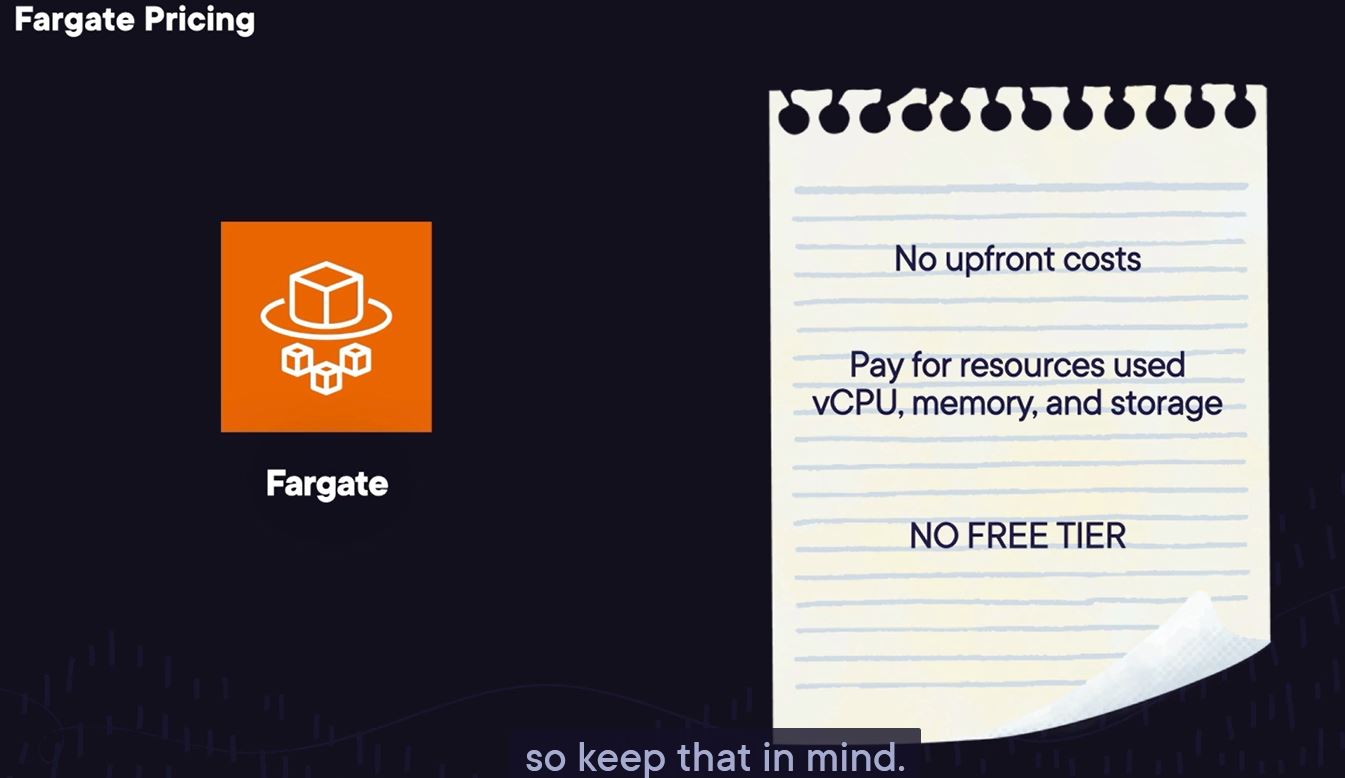 Fargate Pricing
No upfront costs
Pay for resources used
vCPU, memory, and storage
Fargate
NO FREE TIER
so keep that in mind.